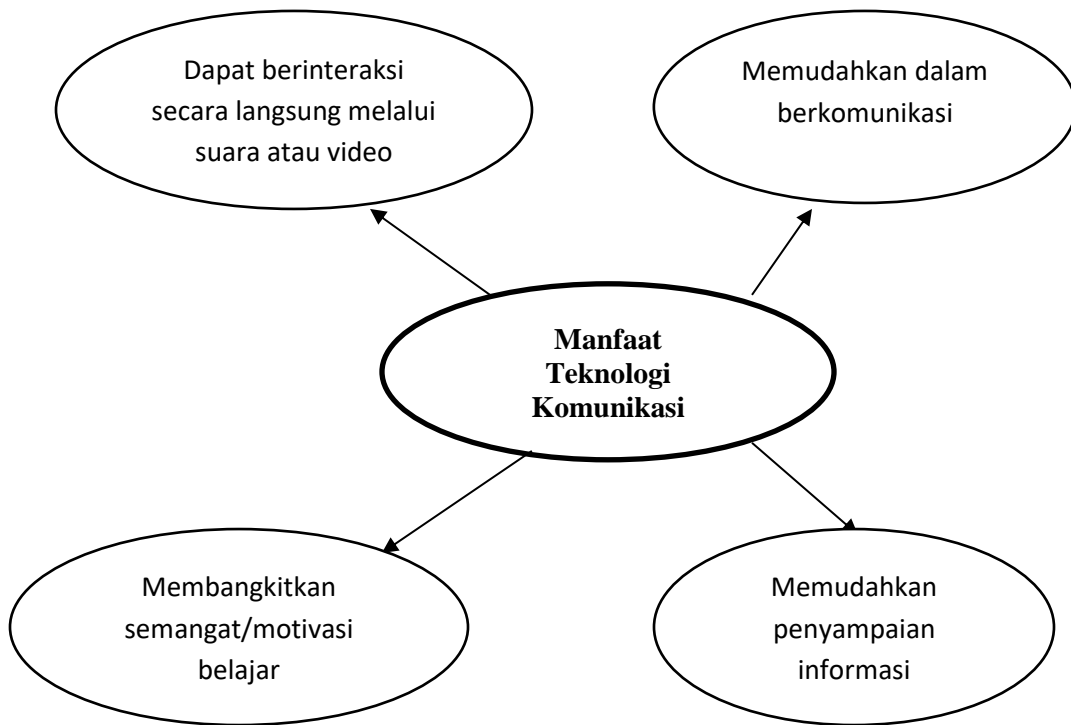 Dapat berinteraksi
secara langsung melalui
suara atau video
Memudahkan dalam
berkomunikasi
Manfaat
Teknologi
Komunikasi
Membangkitkan
semangat/motivasi
belajar
Memudahkan
penyampaian
informasi